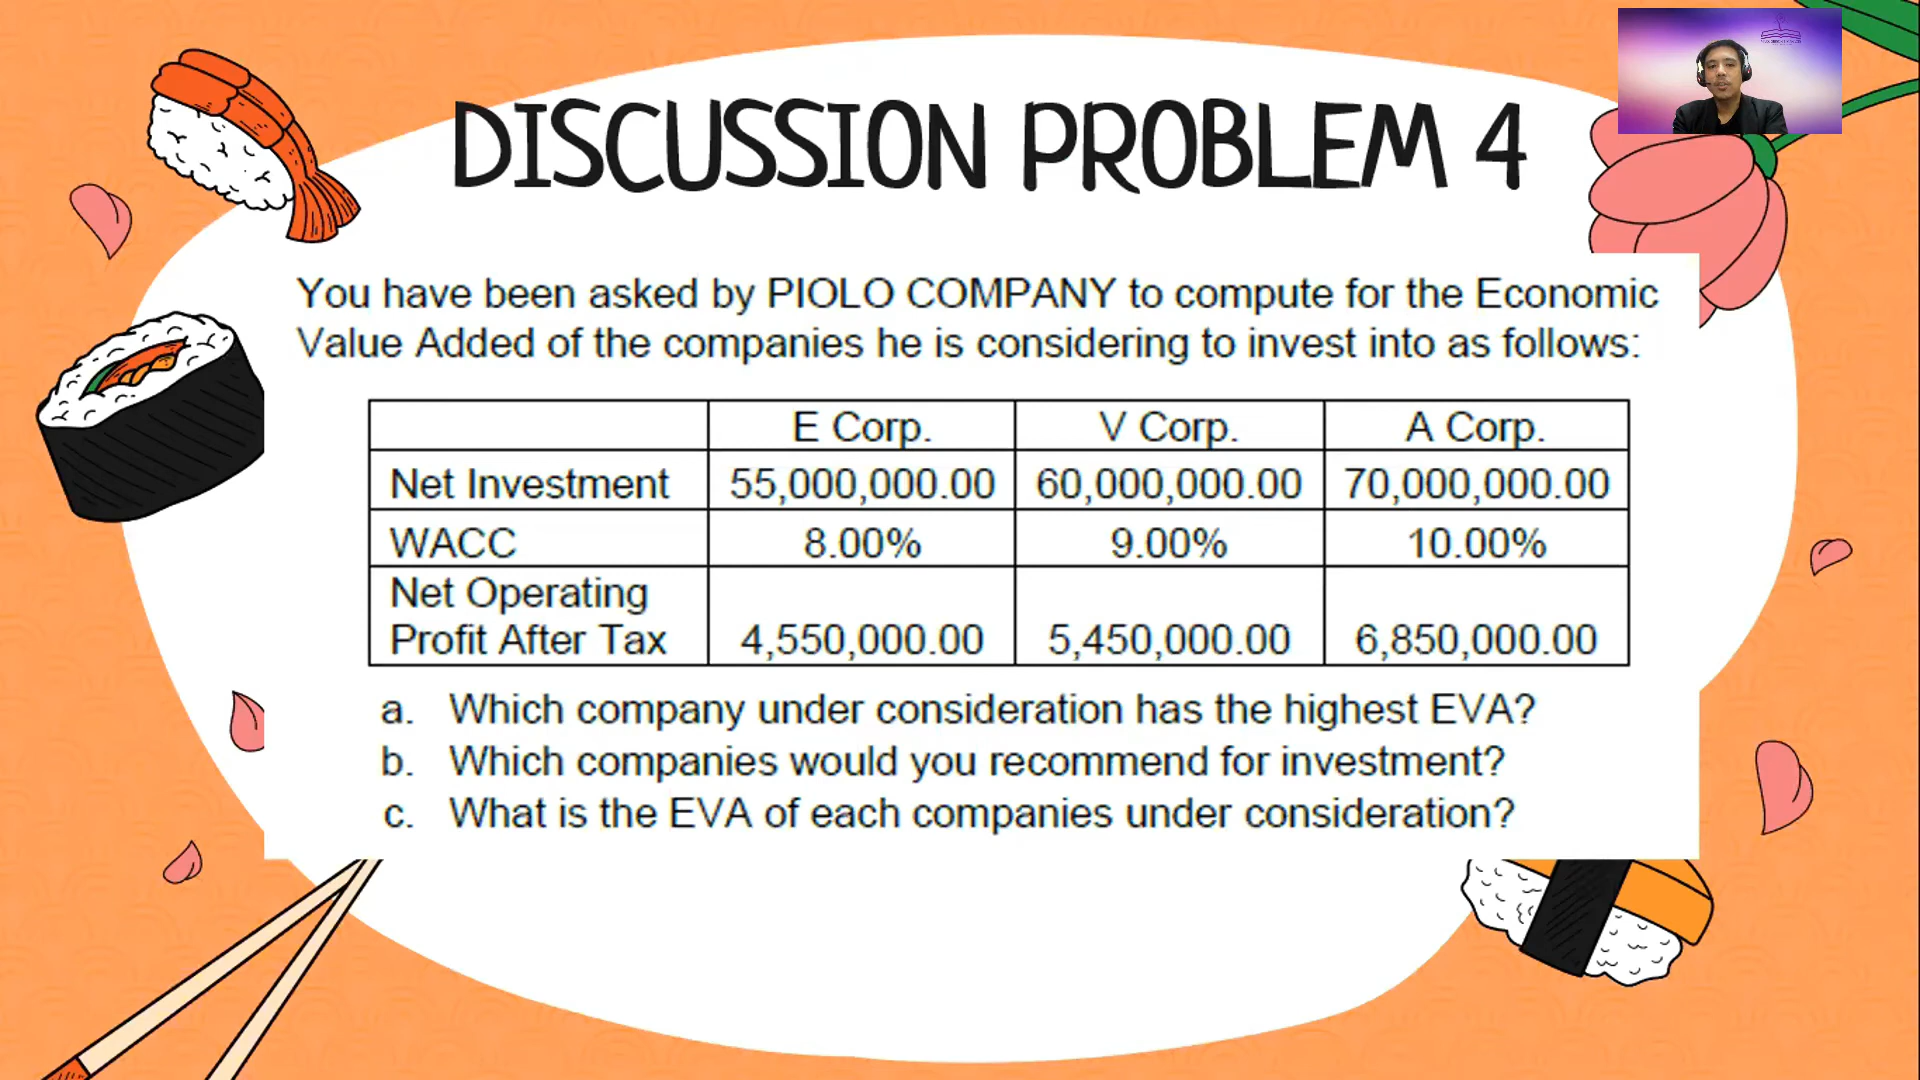 DISCUSSION PROBLEM 4
You have been asked by PIOLO COMPANY to compute for the Economic
Value Added of the companies he is considering to invest into as follows:
E Corp. V Corp. A Corp.
Net Investment 55,000,000.00 60,000,000.00 70,000,000.00
WACC 8.00% 9.00% 10.00%
Net Operating
Profit After Tax 4,550,000.00 5,450,000.00 6,850,000.00
a. Which company under consideration has the highest EVA?
b. Which companies would you recommend for investment?
c. What is the EVA of each companies under consideration?